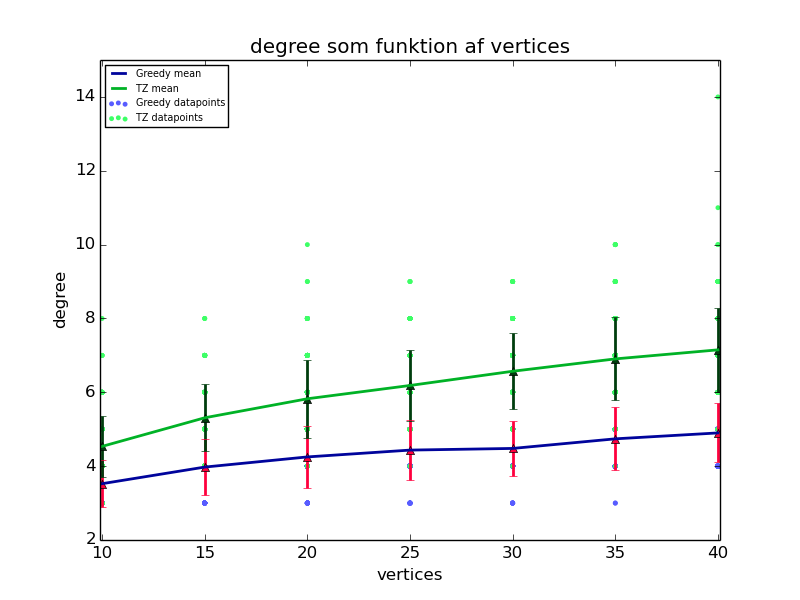 degree som funktion af vertices
Greedy mean
TZ mean
Greedy datapoints
TZ datapoints
14
12
10
8
6
4
2
degree
10 15 20 25 30 35 40
vertices